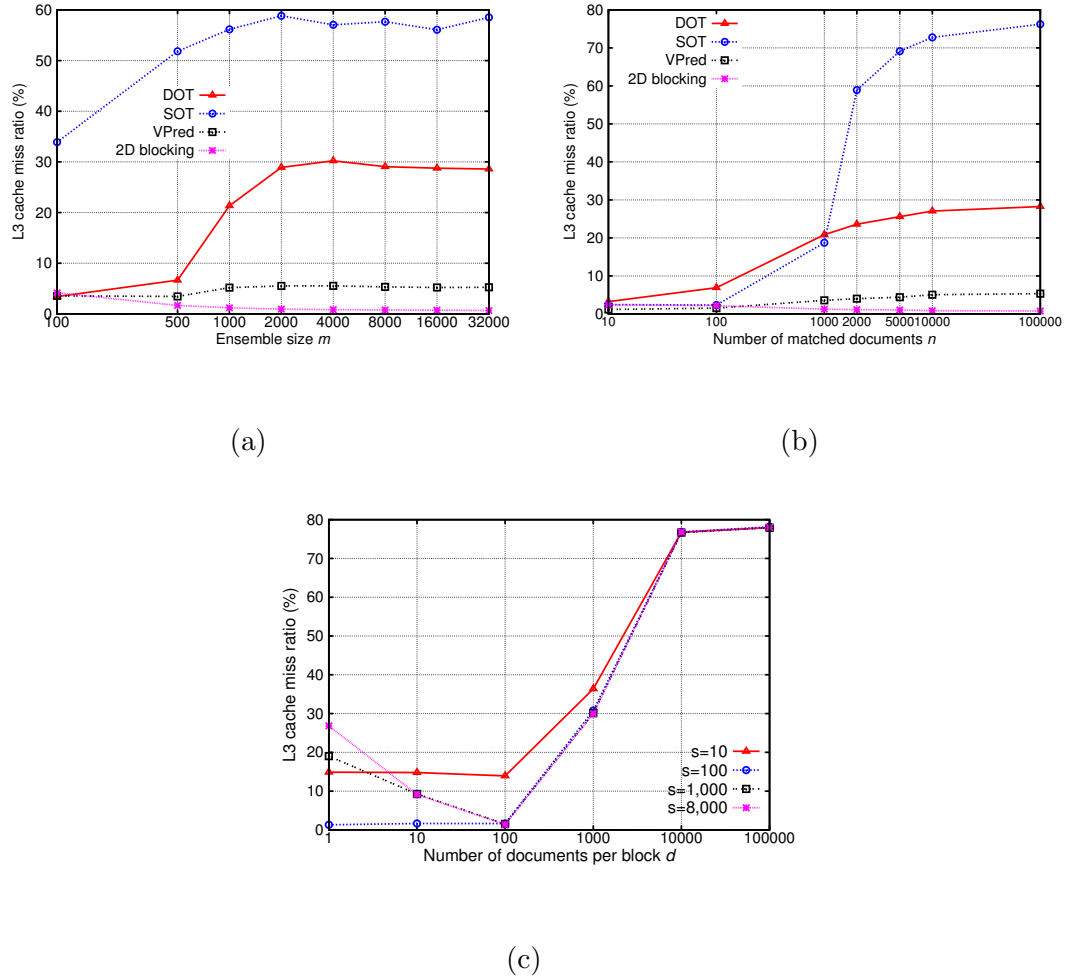 60
50
40
30
20
10
0
L3 cache miss ratio (%)
DOT
SOT
VPred
2D blocking
100 500 1000 2000 4000 8000 16000 32000
Ensemble size m
(a)
80
70
60
50
40
30
20
10
0
L3 cache miss ratio (%)
DOT
SOT
VPred
2D blocking
10 100 1000 2000 5000 10000 100000
Number of matched documents n
(b)
80
70
60
50
40
30
20
10
0
L3 cache miss ratio (%)
s=10
s=100
s=1,000
s=8,000
1 10 100 1000 10000 100000
Number of documents per block d
(c)